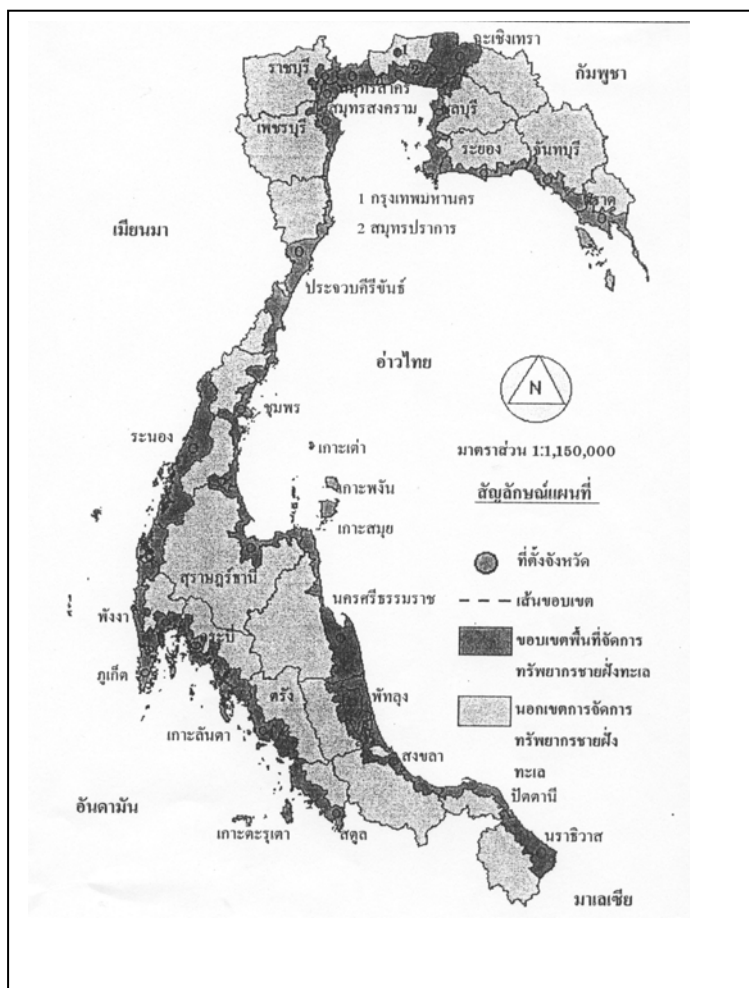 ฉะเชิงเทรา
กัมพูชา
ราชบุรี
1
2
สมุทรสาคร
สมุทรสงคราม
ชลบุรี
เพชรบุรี
ระยอง
จันทบุรี
ตราด
1 กรุงเทพมหานคร
2 สมุทรปราการ
เมียนมา
ประจวบคีรีขันธ์
อ่าวไทย
N
ชุมพร
ระนอง
เกาะเต่า
มาตราส่วน 1:1,150,000
เกาะพงัน
สัญลักษณ์แผนที่
เกาะสมุย
ที่ตั้งจังหวัด
สุราษฎร์ธานี
นครศรีธรรมราช
เส้นขอบเขต
พังงา
กระบี่
ขอบเขตพื้นที่จัดการ
ทรัพยากรชายฝั่งทะเล
ภูเก็ต
ตรัง
พัทลุง
นอกเขตการจัดการ
ทรัพยากรชายฝั่ง
ทะเล
เกาะลันตา
สงขลา
ปัตตานี
อันดามัน
เกาะตะรุเตา
สตูล
นราธิวาส
มาเลเซีย